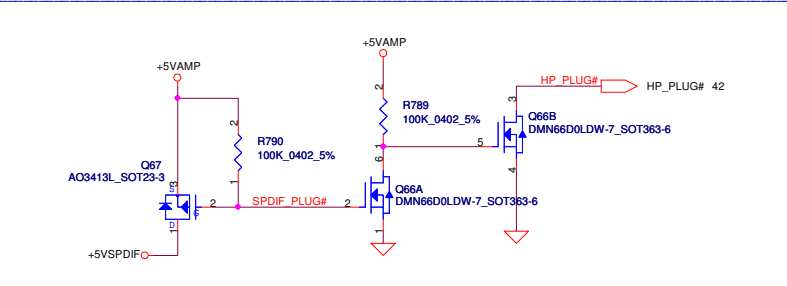 +5VAMP
+5VAMP
HP_PLUG#
HP_PLUG# 42
2
R789
100K_0402_5%
1
3
Q66B
DMN66D0LDW-7_SOT363-6
5
4
2
R790
100K_0402_5%
1
6
Q67
AO3413L_SOT23-3
3
S
G
2
SPDIF_PLUG#
2
Q66A
DMN66D0LDW-7_SOT363-6
D
1
1
+5VSPDIF